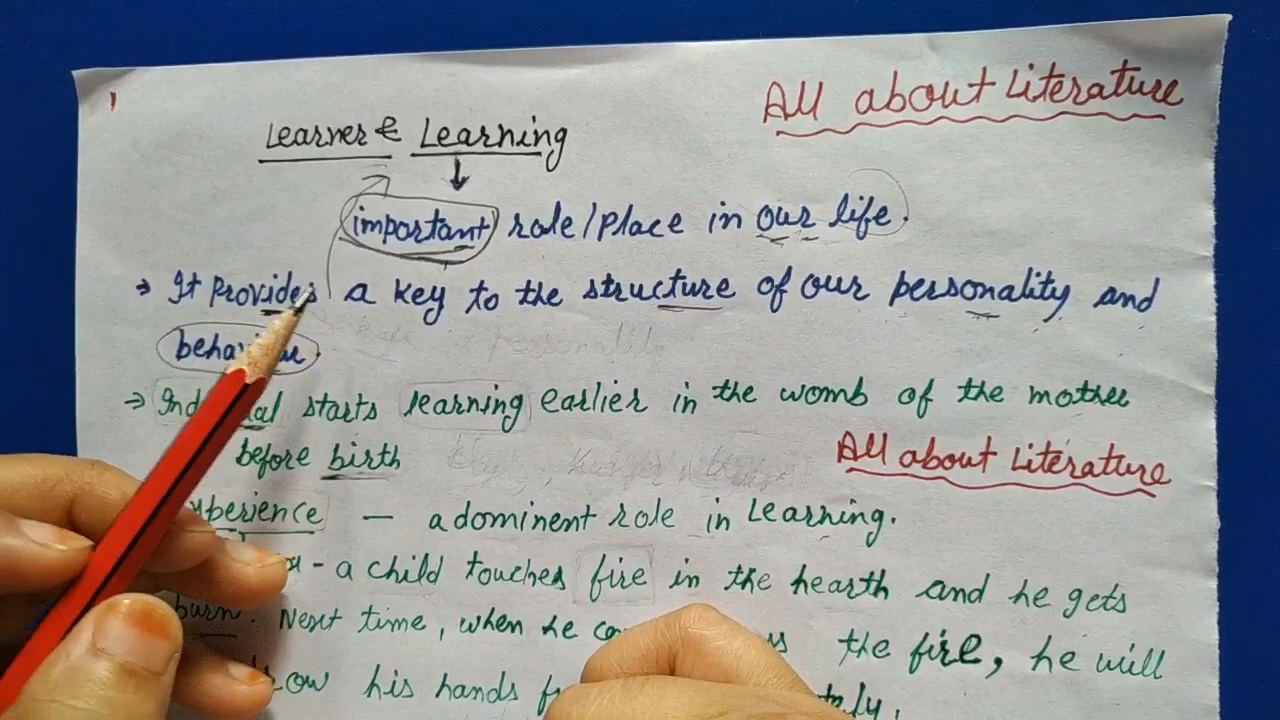 1
All about Literature
Learner & Learning
important role/Place in our life.
→ It Provides a key to the structure of our personality and
behaviour.
→ starts learning earlier in the womb of the mother
before birth
All about Literature
— a dominent role in Learning.
- a child touches fire in the hearth and he gets
burn. Next time, when he the fire, he will
his hands